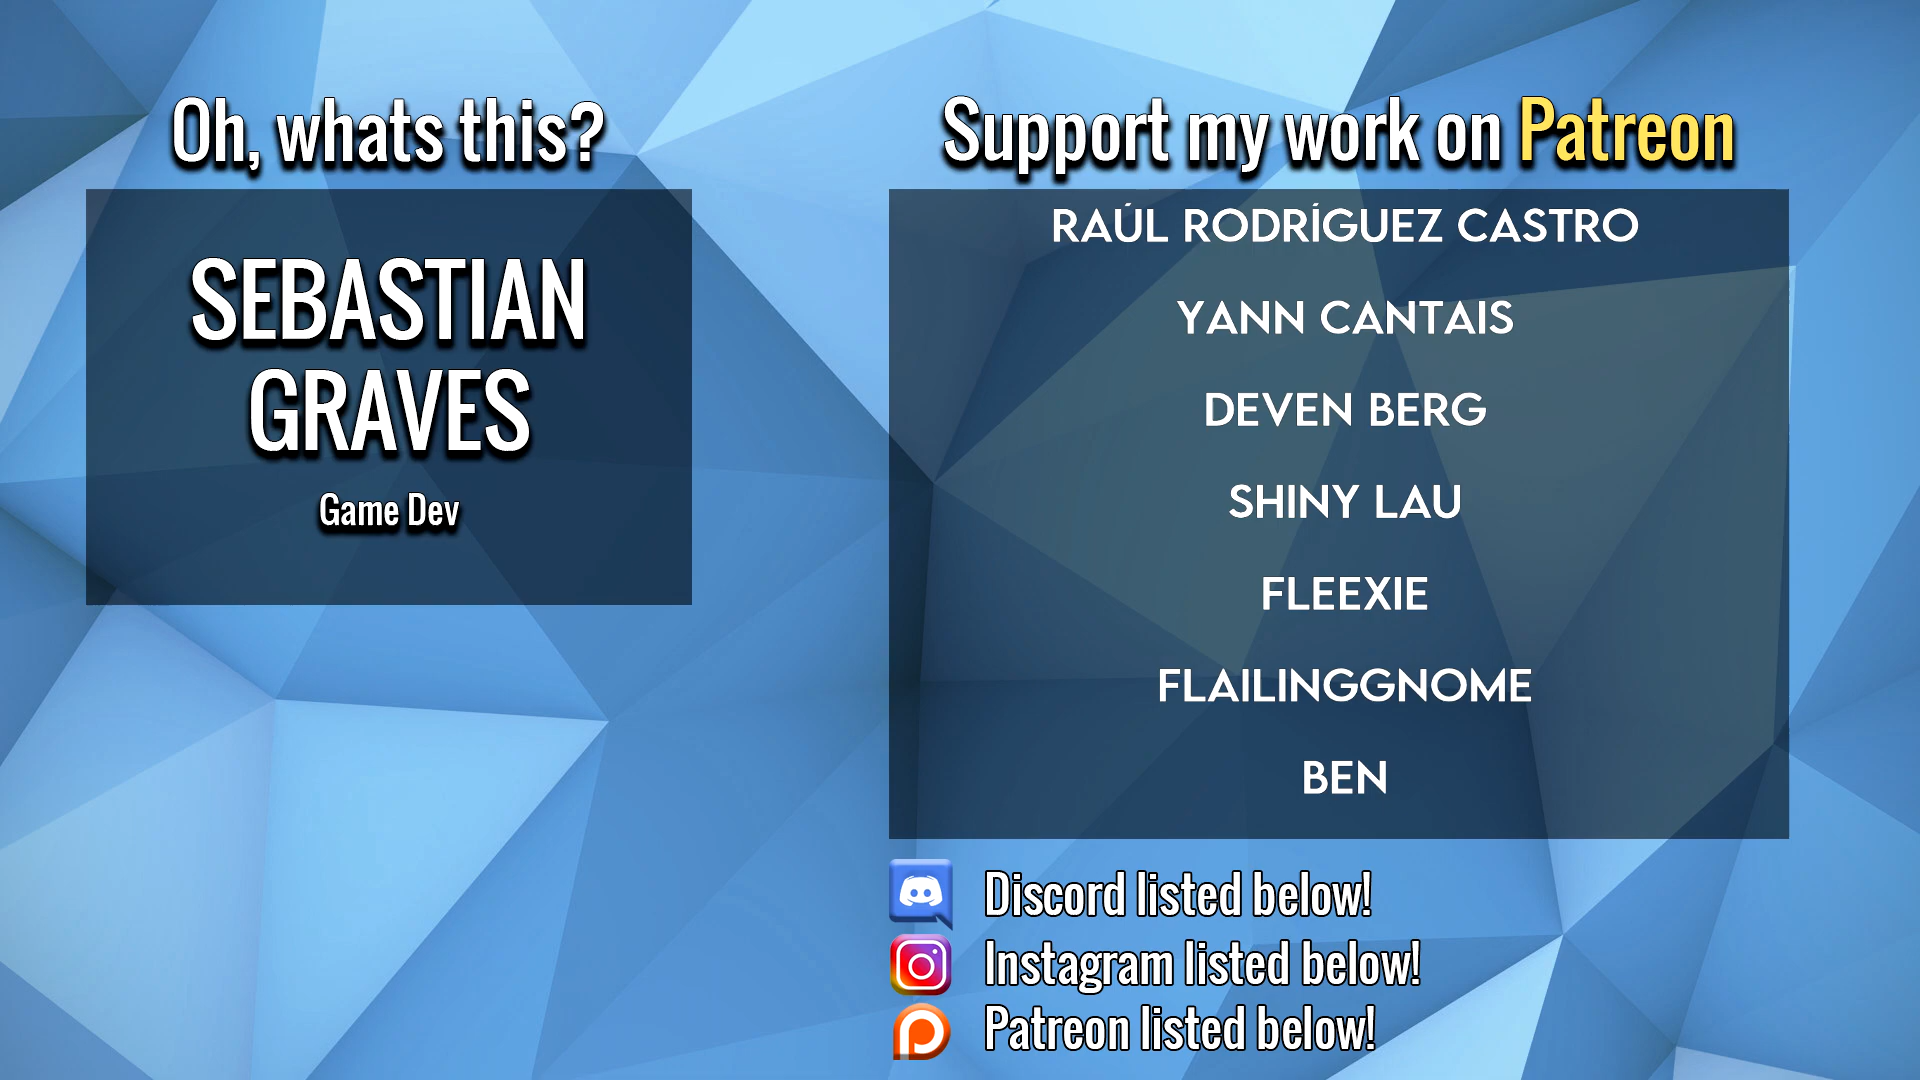 Oh, whats this?
SEBASTIAN
GRAVES
Game Dev
Support my work on Patreon
RAÚL RODRÍGUEZ CASTRO
YANN CANTAIS
DEVEN BERG
SHINY LAU
FLEEXIE
FLAILINGGNOME
BEN
Discord listed below!
Instagram listed below!
Patreon listed below!